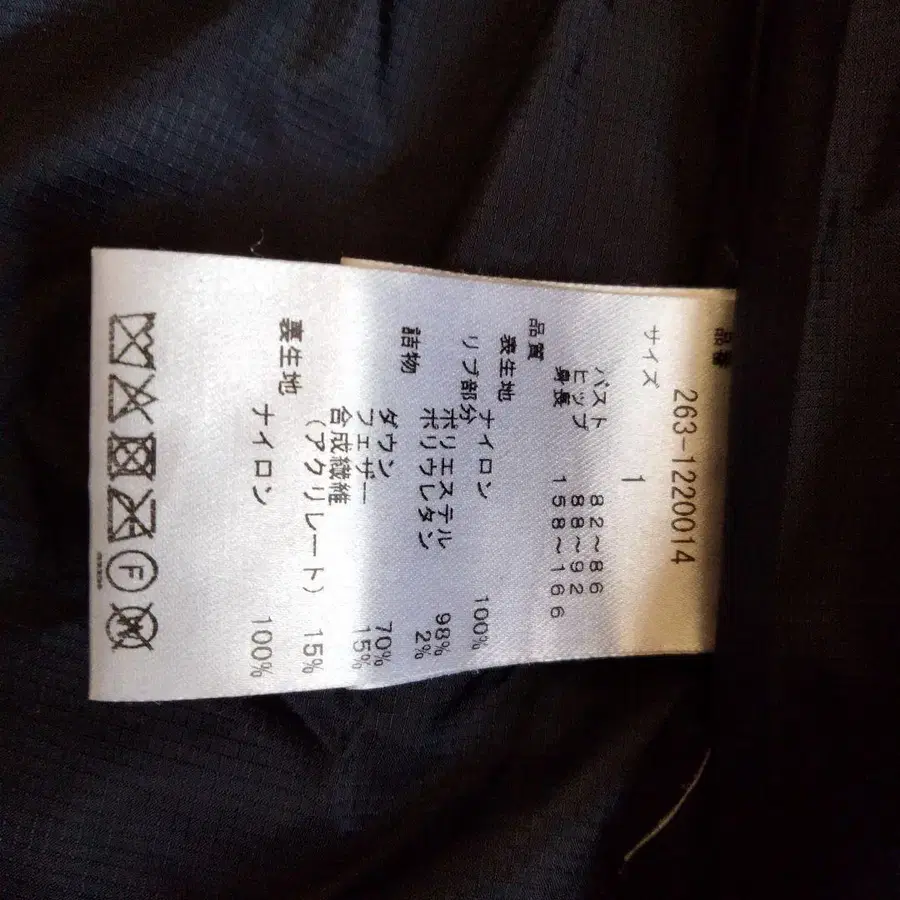 品番
263-1220014
サイズ 1
バスト 82～86
ヒップ 88～92
身長 158～166
品質
表生地 ナイロン 100%
リブ部分 ポリエステル 98%
ポリウレタン 2%
詰物 ダウン 70%
フェザー 15%
合成繊維 15%
(アクリレート)
裏生地 ナイロン 100%
F